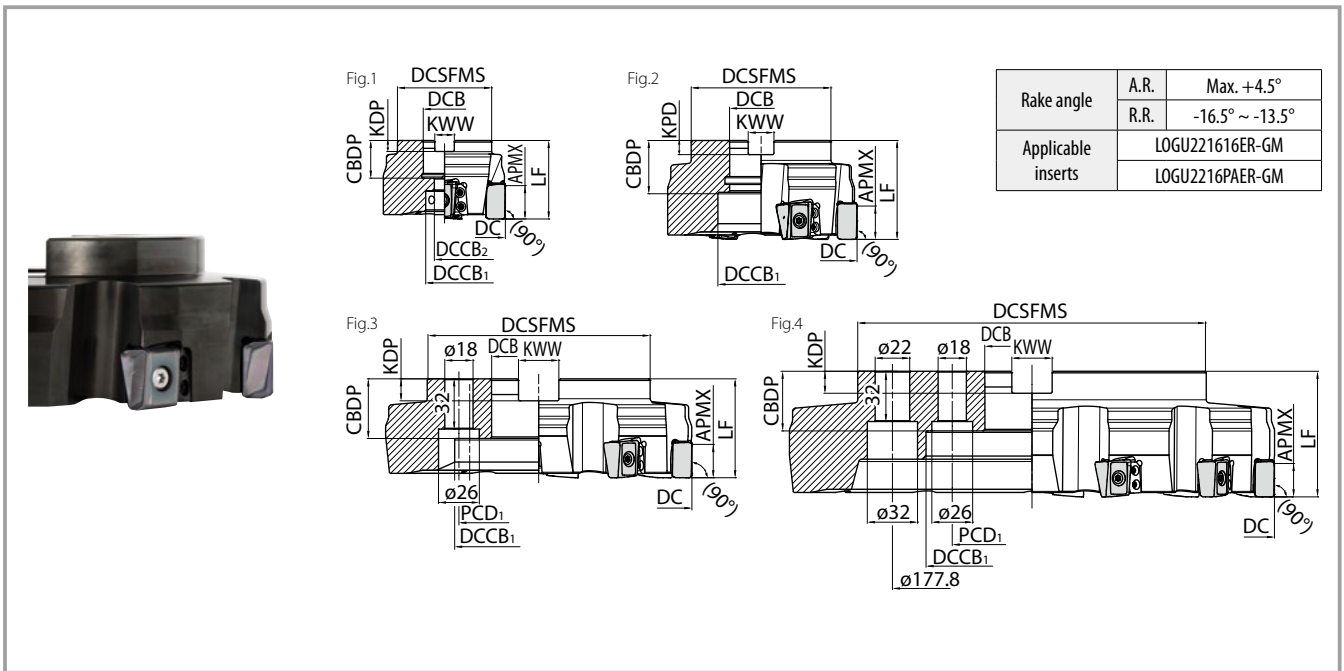 Fig.1
DCSFMS
DCB
KWW
KDP
CBDP
APMX
LF
DC
(90°)
DCCB2
DCCB1
Fig.2
DCSFMS
DCB
KWW
KPD
CBDP
APMX
LF
DC
(90°)
DCCB1
Rake angle
A.R.
Max. +4.5°
R.R.
-16.5° ~ -13.5°
Applicable
inserts
LOGU221616ER-GM
LOGU2216PAER-GM
Fig.3
DCSFMS
ø18
DCB
KWW
KDP
CBDP
32
APMX
LF
ø26
DC
(90°)
PCD1
DCCB1
Fig.4
DCSFMS
ø22
ø18
DCB
KWW
KDP
CBDP
32
APMX
LF
ø32
ø26
DC
(90°)
PCD1
DCCB1
ø177.8